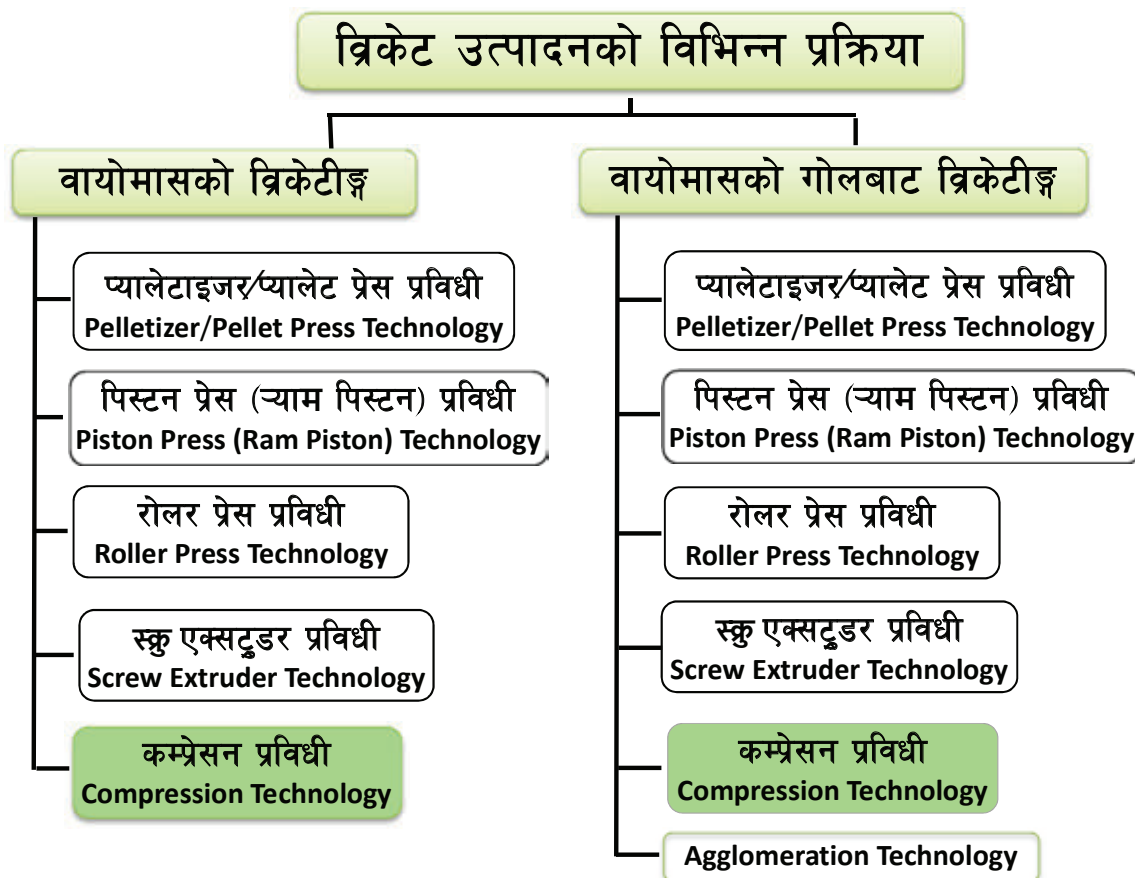 व्रिकेट उत्पादनको विभिन्न प्रक्रिया
वायोमासको व्रिकेटीङ्ग
प्यालेटाइजर/प्यालेट प्रेस प्रविधी
Pelletizer/Pellet Press Technology
पिस्टन प्रेस (र्‍याम पिस्टन) प्रविधी
Piston Press (Ram Piston) Technology
रोलर प्रेस प्रविधी
Roller Press Technology
स्क्रु एक्सट्रुडर प्रविधी
Screw Extruder Technology
कम्प्रेसन प्रविधी
Compression Technology
वायोमासको गोलबाट व्रिकेटीङ्ग
प्यालेटाइजर/प्यालेट प्रेस प्रविधी
Pelletizer/Pellet Press Technology
पिस्टन प्रेस (र्‍याम पिस्टन) प्रविधी
Piston Press (Ram Piston) Technology
रोलर प्रेस प्रविधी
Roller Press Technology
स्क्रु एक्सट्रुडर प्रविधी
Screw Extruder Technology
कम्प्रेसन प्रविधी
Compression Technology
Agglomeration Technology